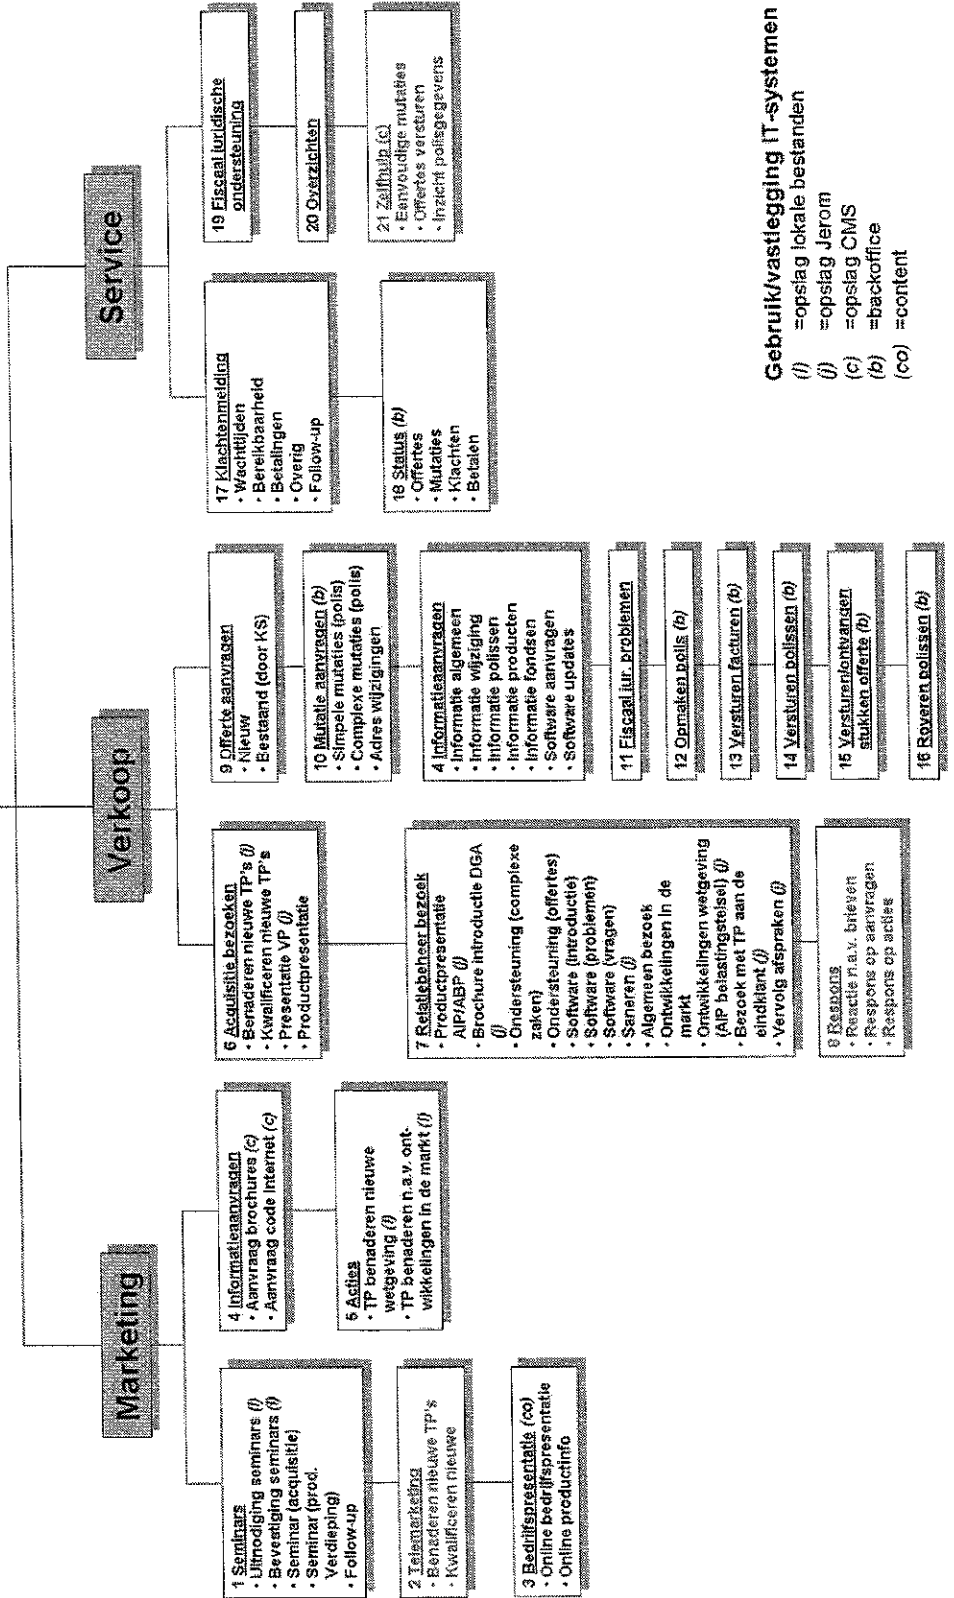 Marketing
1 Seminars
• Uitnodiging seminars (l)
• Bevestiging seminars (l)
• Seminar (acquisitie)
• Seminar (prod.
Verdieping)
• Follow-up
2 Telemarketing
• Benaderen nieuwe TP's
• Kwalificeren nieuwe
3 Bedrijfspresentatie (co)
• Online bedrijfspresentatie
• Online productinfo
4 Informatieaanvragen
• Aanvraag brochures (c)
• Aanvraag code Internet (c)
5 Acties
• TP benaderen nieuwe
wetgeving (l)
• TP benaderen n.a.v. ont-
wikkelingen in de markt (l)
Verkoop
6 Acquisitie bezoeken
• Benaderen nieuwe TP's (j)
• Kwalificeren nieuwe TP's
• Presentatie VP (j)
• Productpresentatie
7 Relatiebeheer bezoek
• Productpresentatie
AIP/ABP (j)
• Brochure introductie DGA
(j)
• Ondersteuning (complexe
zaken)
• Ondersteuning (offertes)
• Software (introductie)
• Software (problemen)
• Software (vragen)
• Saneren (j)
• Algemeen bezoek
• Ontwikkelingen in de
markt
• Ontwikkelingen wetgeving
(AIP belastingstelsel) (j)
• Bezoek met TP aan de
eindklant (j)
• Vervolg afspraken (j)
8 Respons
• Reactie n.a.v. brieven
• Respons op aanvragen
• Respons op acties
9 Offerte aanvragen
• Nieuw
• Bestaand (door KS)
10 Mutatie aanvragen (b)
• Simpele mutaties (polis)
• Complexe mutaties (polis)
• Adres wijzigingen
4 Informatieaanvragen
• Informatie algemeen
• Informatie wijziging
• Informatie polissen
• Informatie producten
• Informatie fondsen
• Software aanvragen
• Software updates
11 Fiscaal jur. problemen
12 Opmaken polis (b)
13 Versturen facturen (b)
14 Versturen polissen (b)
15 Versturen/ontvangen
stukken offerte (b)
16 Royeren polissen (b)
Service
17 Klachtenmelding
• Wachttijden
• Bereikbaarheid
• Betalingen
• Overig
• Follow-up
18 Status (b)
• Offertes
• Mutaties
• Klachten
• Betalen
19 Fiscaal juridische
ondersteuning
20 Overzichten
21 Zelfhulp (c)
• Eenvoudige mutaties
• Offertes versturen
• Inzicht polisgegevens
Gebruik/vastlegging IT-systemen
(l) =opslag lokale bestanden
(j) =opslag Jerom
(c) =opslag CMS
(b) =backoffice
(co) =content